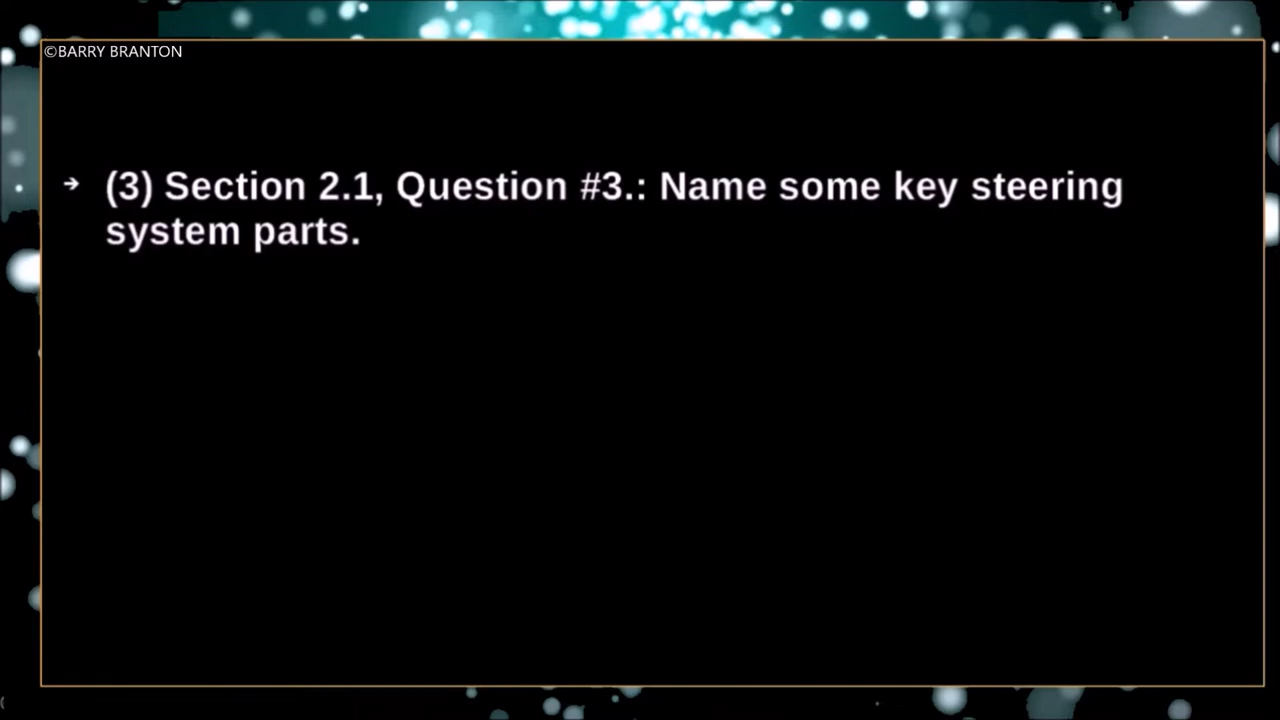 ©BARRY BRANTON
➔ (3) Section 2.1, Question #3.: Name some key steering
system parts.